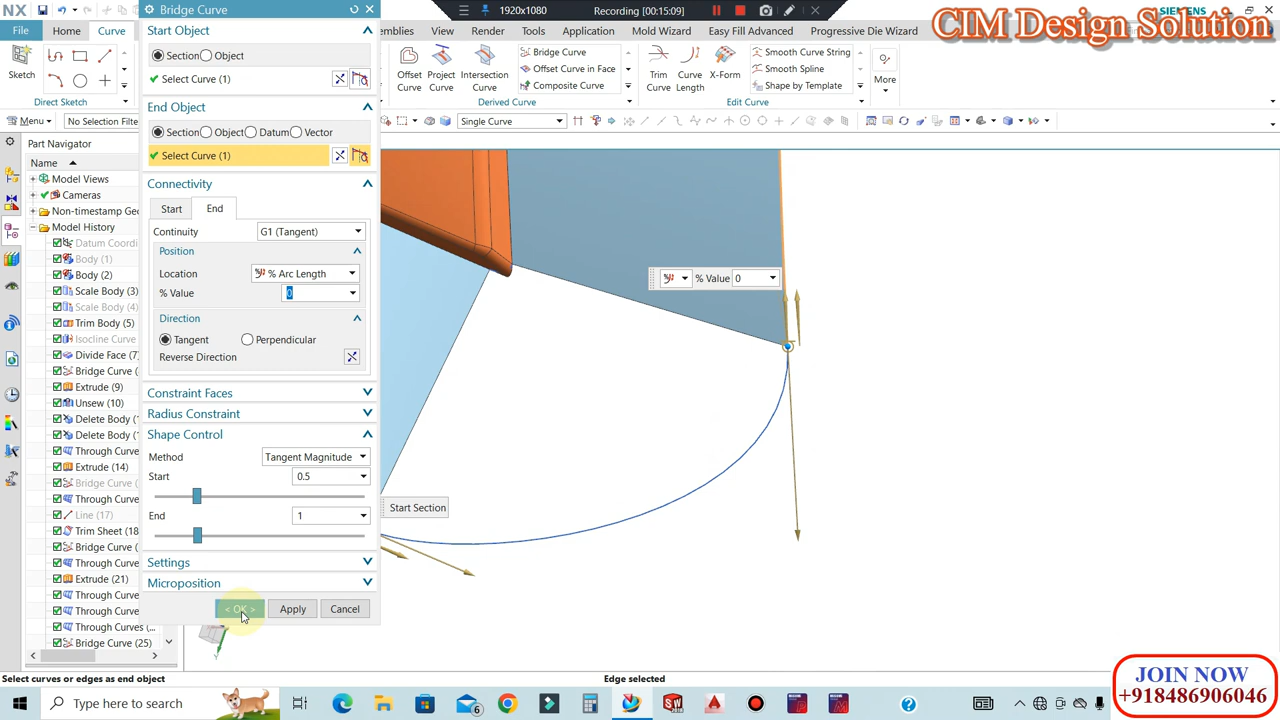 NX
Bridge Curve
1920x1080
Recording [00:15:09]
SIEMENS
CIM Design Solution
File
Home
Curve
emblies
View
Render
Tools
Application
Mold Wizard
Easy Fill Advanced
Progressive Die Wizard
Sketch
Direct Sketch
Offset Curve
Project Curve
Intersection Curve
Bridge Curve
Offset Curve in Face
Composite Curve
Derived Curve
Trim Curve
Curve Length
X-Form
Smooth Curve String
Smooth Spline
Shape by Template
Edit Curve
More
Menu
No Selection Filter
Single Curve
Part Navigator
Name
Model Views
Cameras
Non-timestamp Ge
Model History
Datum Coordi
Body (1)
Body (2)
Scale Body (3)
Scale Body (4)
Trim Body (5)
Isocline Curve
Divide Face (7
Bridge Curve (
Extrude (9)
Unsew (10)
Delete Body (
Delete Body (
Through Curve
Extrude (14)
Bridge Curve (
Through Curve
Line (17)
Trim Sheet (18
Bridge Curve (
Through Curve
Extrude (21)
Through Curve
Through Curve
Through Curves (...
Bridge Curve (25)
Start Object
Section
Object
Select Curve (1)
End Object
Section
Object
Datum
Vector
Select Curve (1)
Connectivity
Start
End
Continuity
G1 (Tangent)
Position
Location
% Arc Length
% Value
0
Direction
Tangent
Perpendicular
Reverse Direction
Constraint Faces
Radius Constraint
Shape Control
Method
Tangent Magnitude
Start
0.5
End
1
Settings
Microposition
< OK >
Apply
Cancel
% Value 0
Start Section
Select curves or edges as end object
Edge selected
JOIN NOW
+918486906046
Type here to search
6